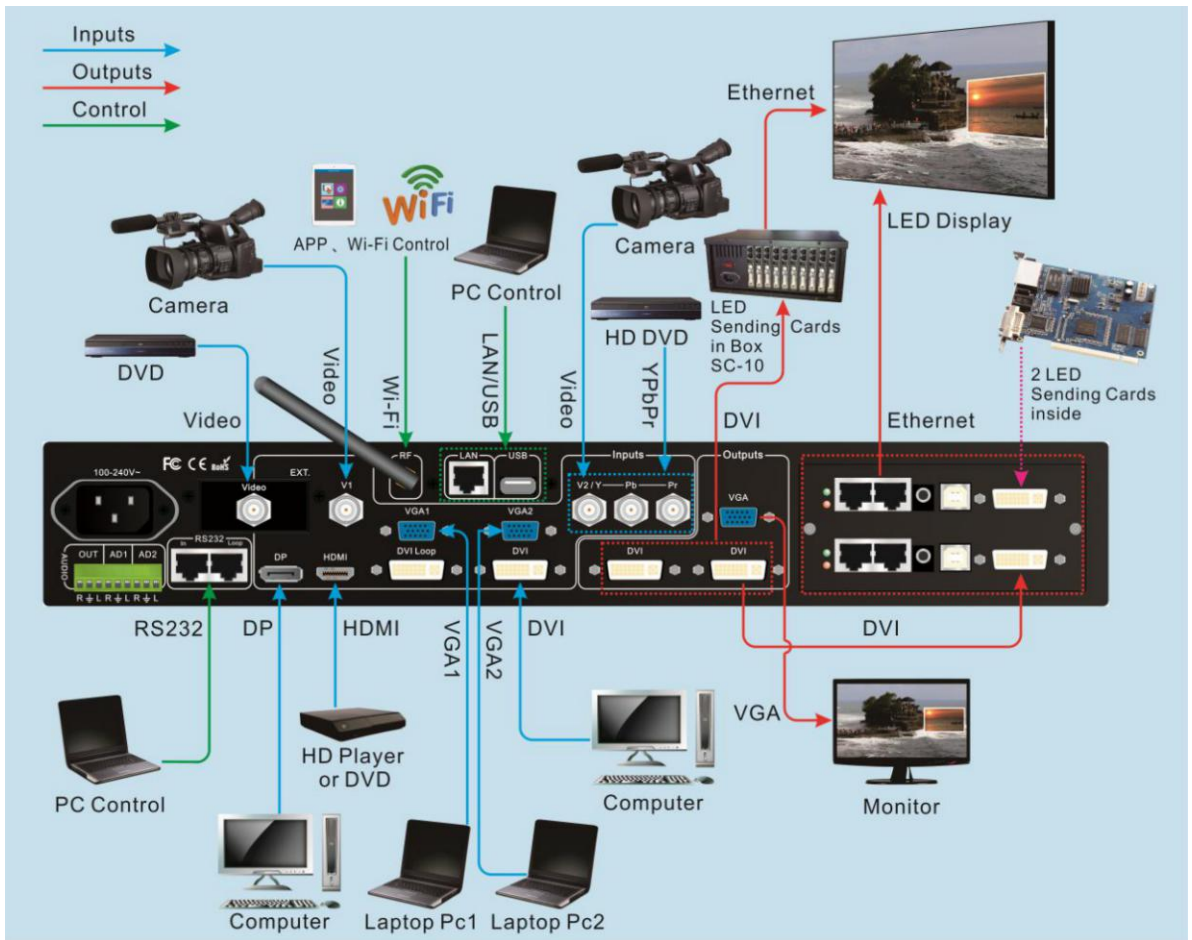 Inputs
Outputs
Control
Ethernet
WiFi
APP、Wi-Fi Control
Camera
LED Display
Camera
PC Control
HD DVD
LED
Sending Cards
in Box
SC-10
DVD
Video
Wi-Fi
LAN/USB
Video
YPbPr
2 LED
Sending Cards
inside
Video
DVI
Ethernet
FC CE RoHS
EXT.
RF
LAN
USB
Inputs
Outputs
100-240V~
Video
V1
V2 / Y
Pb
Pr
VGA
VGA1
VGA2
RS232
In
Loop
AUDIO
OUT
AD1
AD2
DP
HDMI
DVI Loop
DVI
DVI
DVI
R L R L R L
RS232
DP
HDMI
VGA1
VGA2
DVI
DVI
VGA
HD Player
or DVD
PC Control
Computer
Monitor
Computer
Laptop Pc1
Laptop Pc2